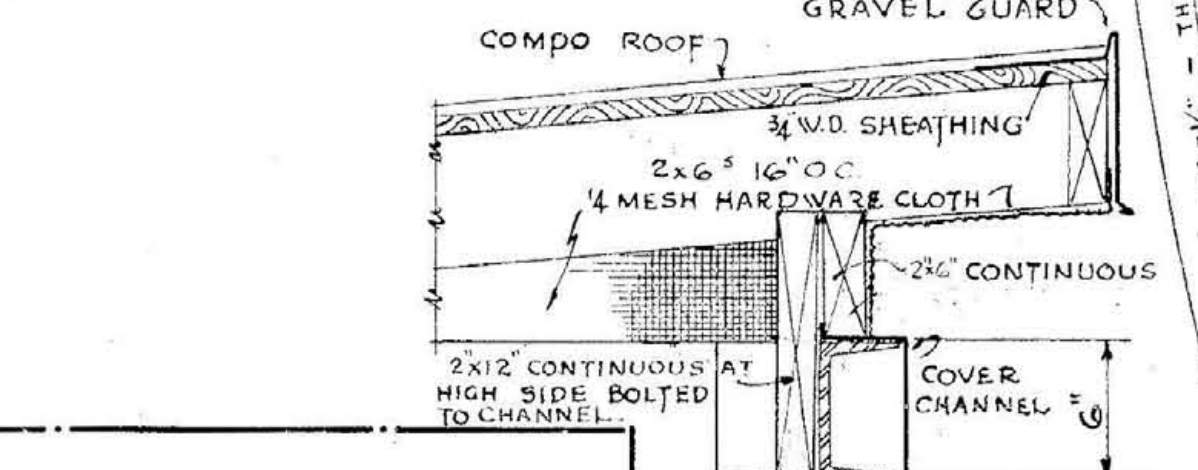 GRAVEL GUARD
COMPO ROOF
3/4 W.D. SHEATHING
2x6s 16" O.C.
1/4 MESH HARDWARE CLOTH
2"x6" CONTINUOUS
2"x12" CONTINUOUS AT
HIGH SIDE BOLTED
TO CHANNEL.
COVER
CHANNEL
6"